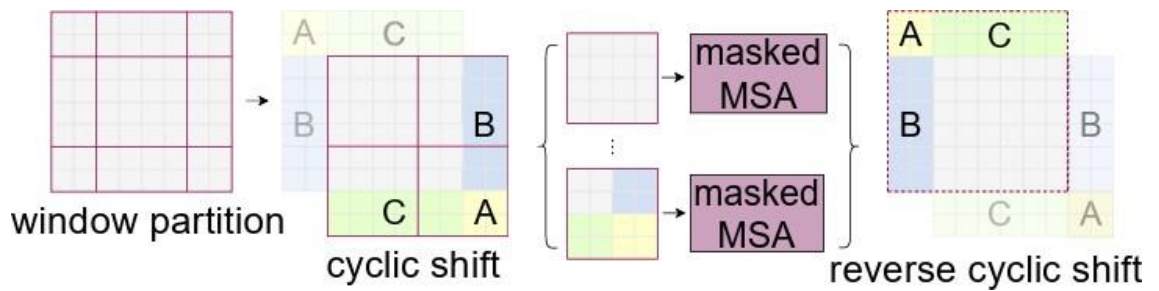 window partition
A
C
B
B
C
A
cyclic shift
masked
MSA
...
masked
MSA
A
C
B
B
C
A
reverse cyclic shift